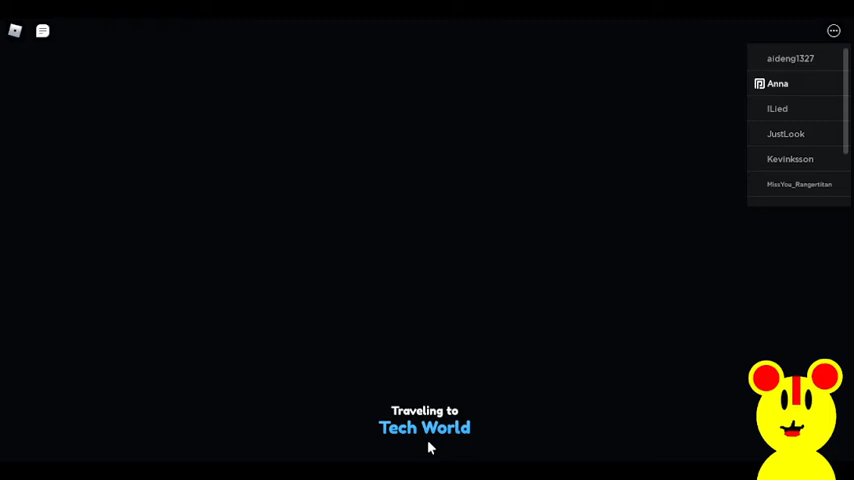 aideng1327
Anna
ILied
JustLook
Kevinksson
MissYou_Rangertitan
Traveling to
Tech World